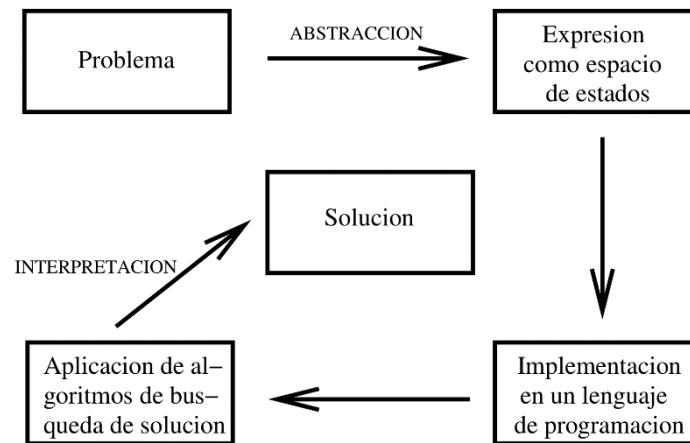 Problema
ABSTRACCION
Expresion
como espacio
de estados
Solucion
INTERPRETACION
Aplicacion de al–
goritmos de bus–
queda de solucion
Implementacion
en un lenguaje
de programacion